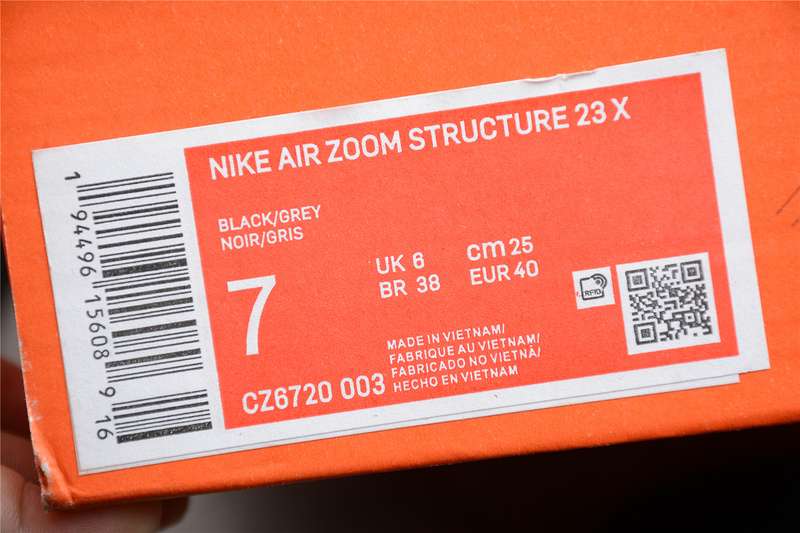 NIKE AIR ZOOM STRUCTURE 23 X
BLACK/GREY
NOIR/GRIS
7
UK 6
BR 38
cm 25
EUR 40
RFID
CZ6720 003
MADE IN VIETNAM/
FABRIQUE AU VIETNAM/
FABRICADO NO VIETNÃ/
HECHO EN VIETNAM
1 94496 15608 9 16